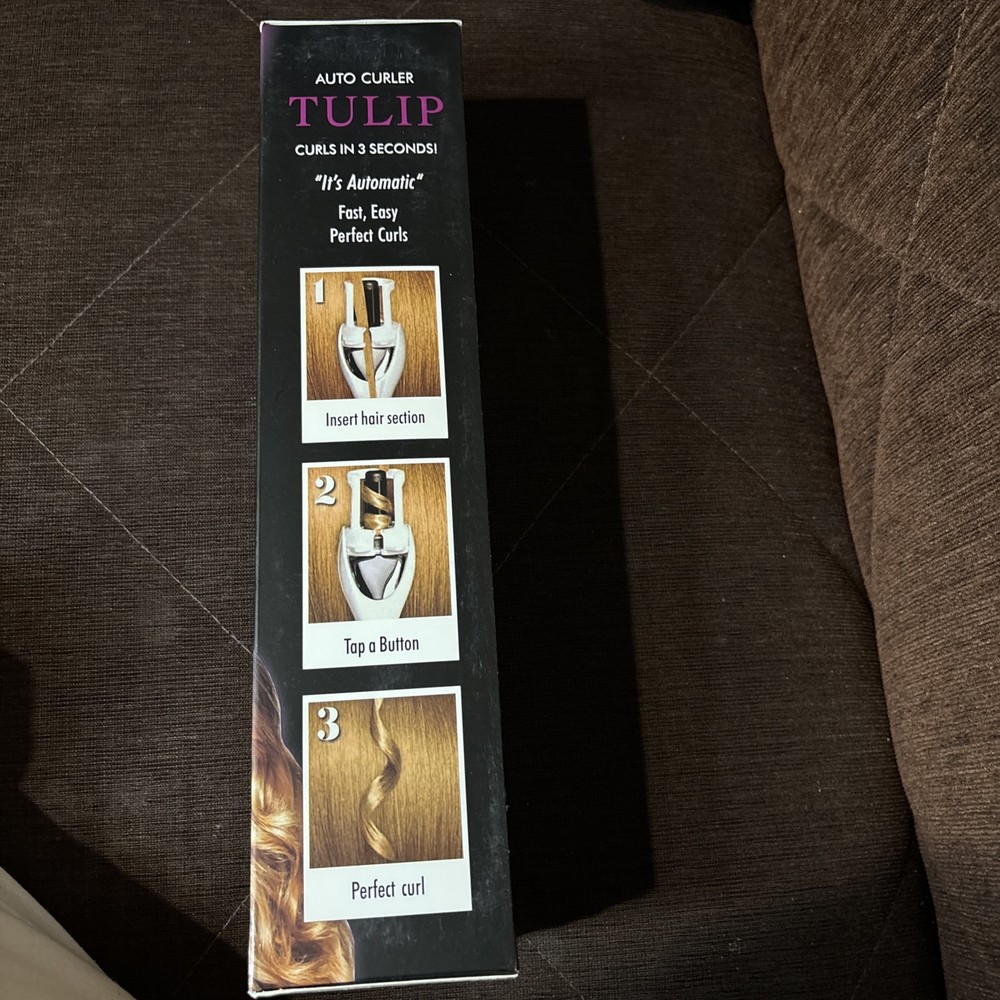 AUTO CURLER
TULIP
CURLS IN 3 SECONDS!
"It's Automatic"
Fast, Easy
Perfect Curls
1
Insert hair section
2
Tap a Button
3
Perfect curl